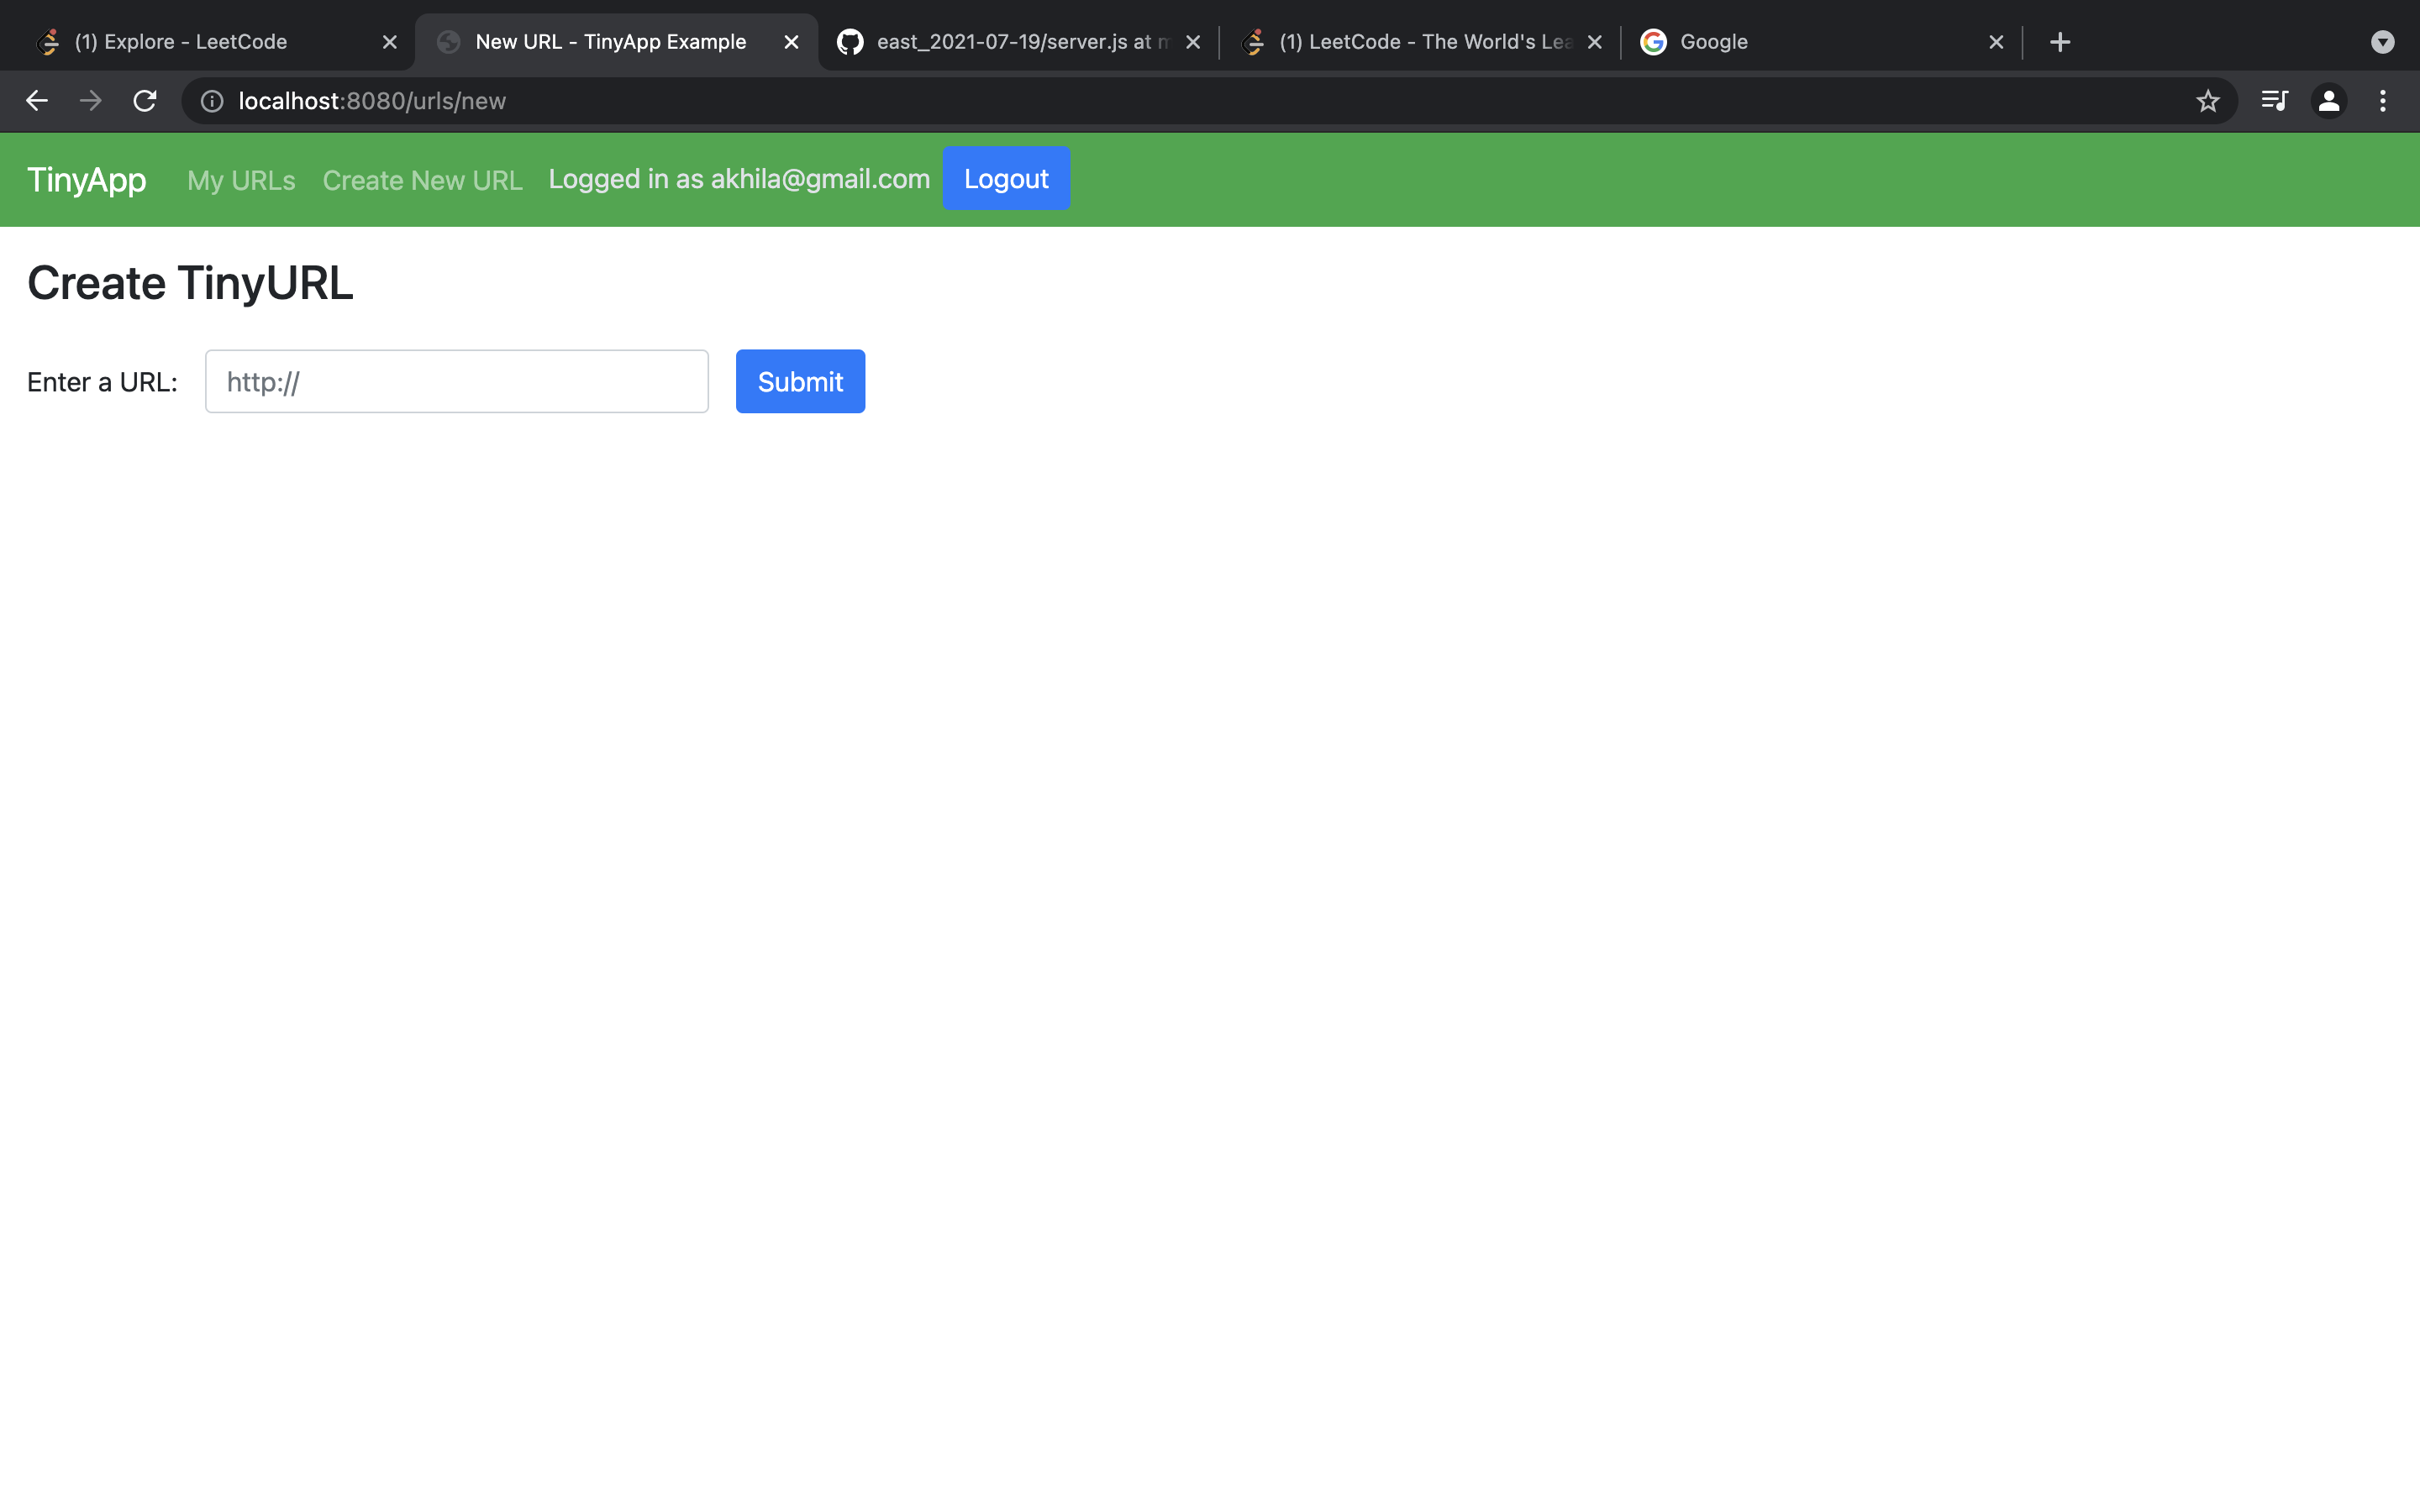 (1) Explore - LeetCode
New URL - TinyApp Example
east_2021-07-19/server.js at
(1) LeetCode - The World's Lea
Google
localhost:8080/urls/new
TinyApp My URLs Create New URL Logged in as akhila@gmail.com Logout
Create TinyURL
Enter a URL: http:// Submit